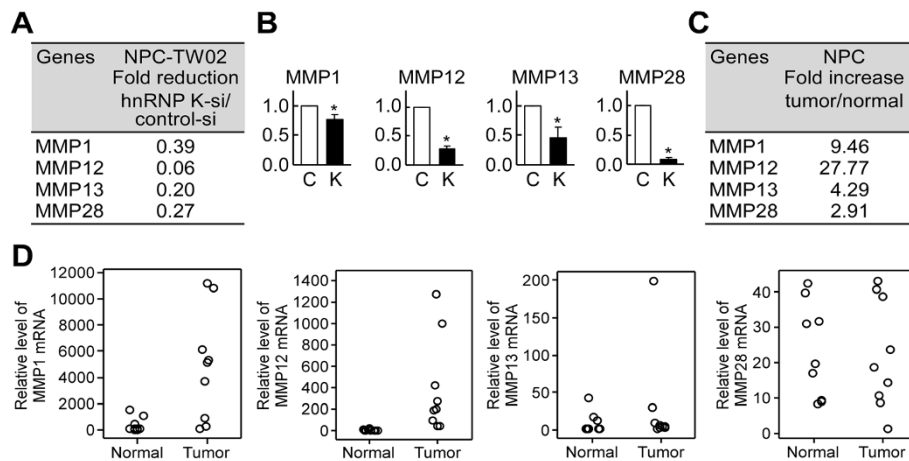 A
Genes NPC-TW02
Fold reduction
hnRNP K-si/
control-si
MMP1 0.39
MMP12 0.06
MMP13 0.20
MMP28 0.27
B
MMP1
1.0
0.5
0.0
*
C K
MMP12
1.0
0.5
0.0
*
C K
MMP13
1.0
0.5
0.0
*
C K
MMP28
1.0
0.5
0.0
*
C K
C
Genes NPC
Fold increase
tumor/normal
MMP1 9.46
MMP12 27.77
MMP13 4.29
MMP28 2.91
D
Relative level of
MMP1 mRNA
12000
10000
8000
6000
4000
2000
0
Normal Tumor
Relative level of
MMP12 mRNA
1400
1200
1000
800
600
400
200
0
Normal Tumor
Relative level of
MMP13 mRNA
200
150
100
50
0
Normal Tumor
Relative level of
MMP28 mRNA
40
30
20
10
0
Normal Tumor